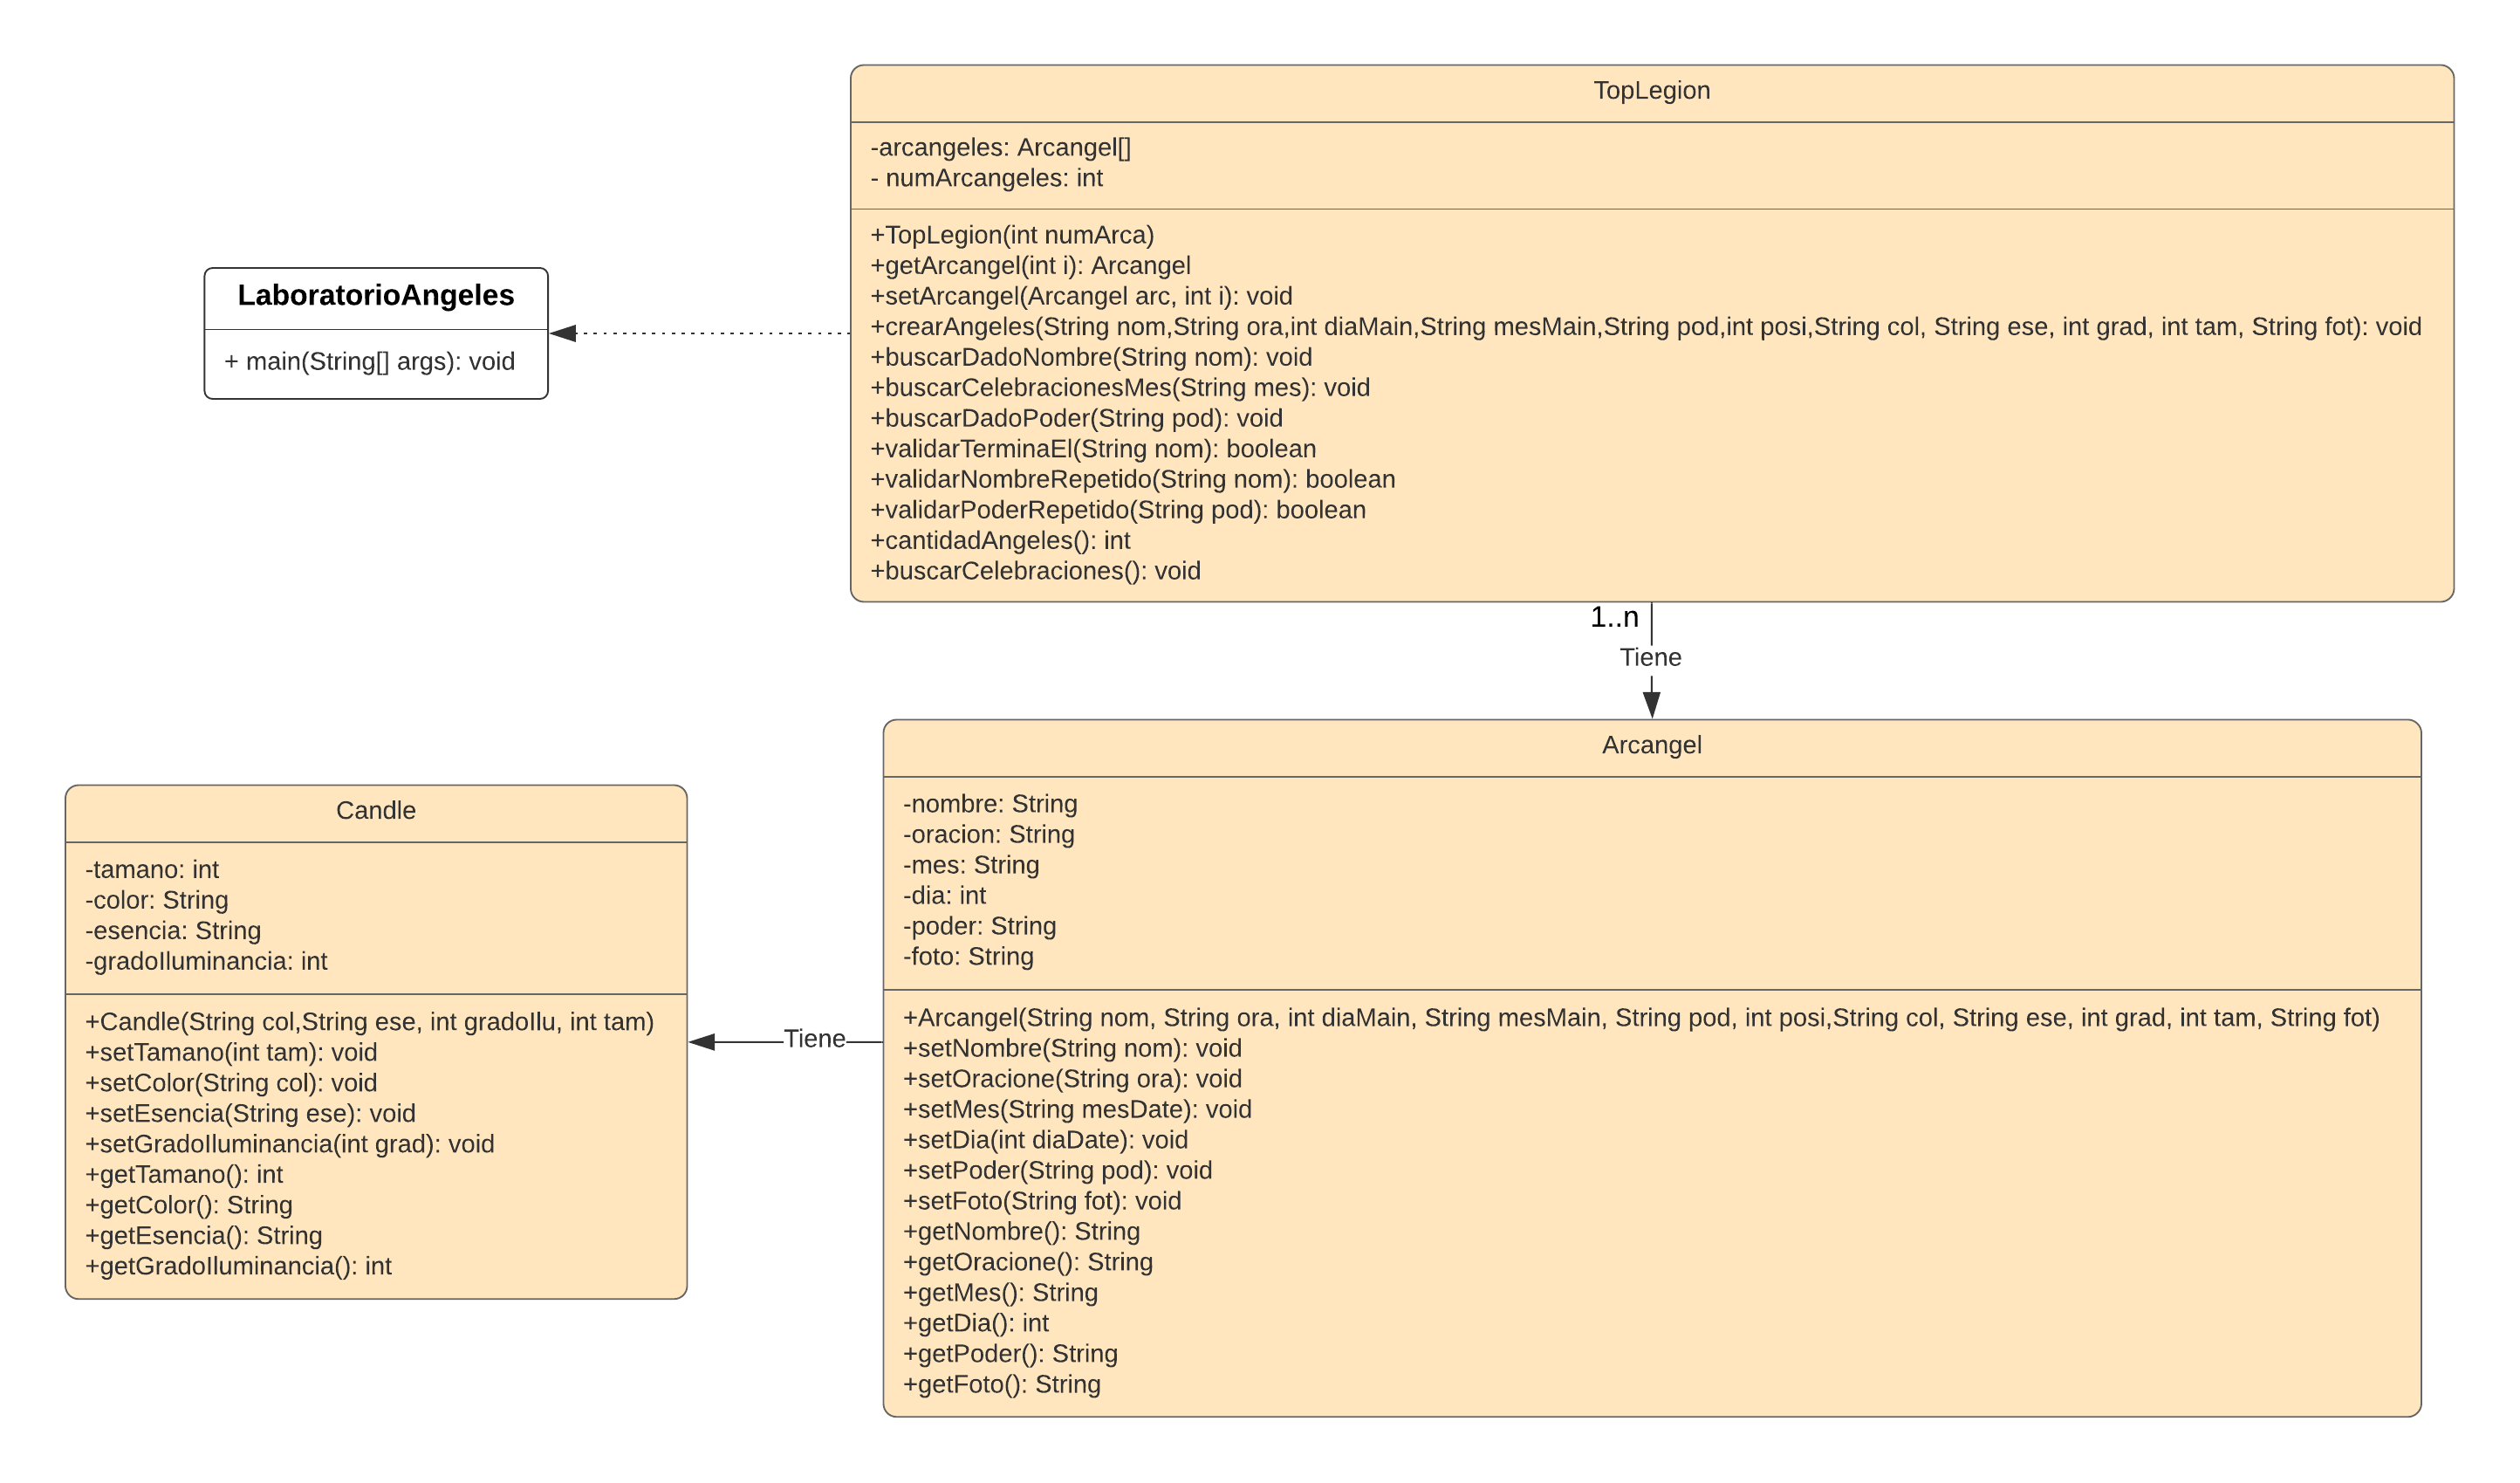 TopLegion
-arcangeles: Arcangel[]
- numArcangeles: int
+TopLegion(int numArca)
+getArcangel(int i): Arcangel
+setArcangel(Arcangel arc, int i): void
+crearAngeles(String nom,String ora,int diaMain,String mesMain,String pod,int posi,String col, String ese, int grad, int tam, String fot): void
+buscarDadoNombre(String nom): void
+buscarCelebracionesMes(String mes): void
+buscarDadoPoder(String pod): void
+validarTerminaEl(String nom): boolean
+validarNombreRepetido(String nom): boolean
+validarPoderRepetido(String pod): boolean
+cantidadAngeles(): int
+buscarCelebraciones(): void
LaboratorioAngeles
+ main(String[] args): void
1..n
Tiene
Arcangel
-nombre: String
-oracion: String
-mes: String
-dia: int
-poder: String
-foto: String
+Arcangel(String nom, String ora, int diaMain, String mesMain, String pod, int posi,String col, String ese, int grad, int tam, String fot)
+setNombre(String nom): void
+setOracione(String ora): void
+setMes(String mesDate): void
+setDia(int diaDate): void
+setPoder(String pod): void
+setFoto(String fot): void
+getNombre(): String
+getOracione(): String
+getMes(): String
+getDia(): int
+getPoder(): String
+getFoto(): String
Tiene
Candle
-tamano: int
-color: String
-esencia: String
-gradoIluminancia: int
+Candle(String col,String ese, int gradoIlu, int tam)
+setTamano(int tam): void
+setColor(String col): void
+setEsencia(String ese): void
+setGradoIluminancia(int grad): void
+getTamano(): int
+getColor(): String
+getEsencia(): String
+getGradoIluminancia(): int